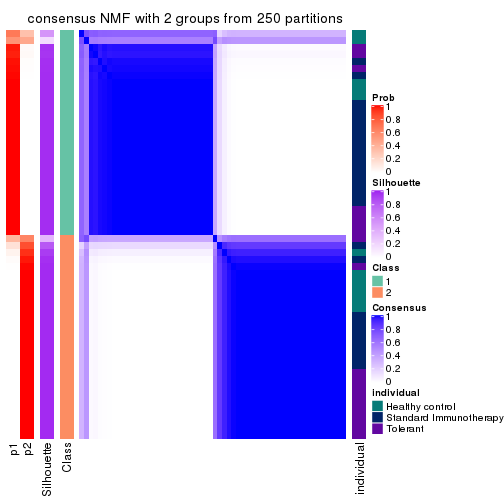 consensus NMF with 2 groups from 250 partitions
Prob
1
0.8
0.6
0.4
0.2
0
Silhouette
1
0.8
0.6
0.4
0.2
0
Class
1
2
Consensus
1
0.8
0.6
0.4
0.2
0
individual
Healthy control
Standard Immunotherapy
Tolerant
p1
p2
Silhouette
Class
individual